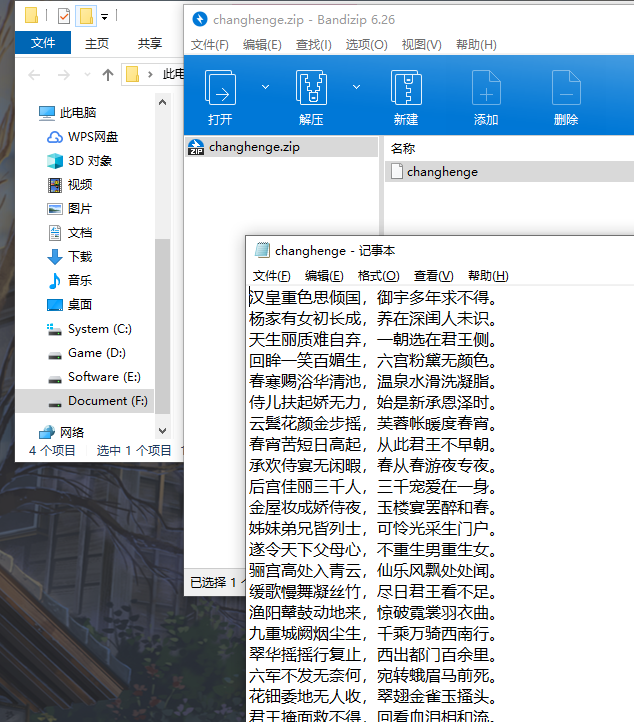 文件
主页
共享
此电
此电脑
WPS网盘
3D 对象
视频
图片
文档
下载
音乐
桌面
System (C:)
Game (D:)
Software (E:)
Document (F:)
网络
4 个项目
选中 1 个项目
changhenge.zip - Bandizip 6.26
文件(F)
编辑(E)
查找(I)
选项(O)
视图(V)
帮助(H)
打开
解压
新建
添加
删除
ZIP
changhenge.zip
名称
changhenge
已选择 1
changhenge - 记事本
文件(F)
编辑(E)
格式(O)
查看(V)
帮助(H)
汉皇重色思倾国，御宇多年求不得。
杨家有女初长成，养在深闺人未识。
天生丽质难自弃，一朝选在君王侧。
回眸一笑百媚生，六宫粉黛无颜色。
春寒赐浴华清池，温泉水滑洗凝脂。
侍儿扶起娇无力，始是新承恩泽时。
云鬓花颜金步摇，芙蓉帐暖度春宵。
春宵苦短日高起，从此君王不早朝。
承欢侍宴无闲暇，春从春游夜专夜。
后宫佳丽三千人，三千宠爱在一身。
金屋妆成娇侍夜，玉楼宴罢醉和春。
姊妹弟兄皆列士，可怜光采生门户。
遂令天下父母心，不重生男重生女。
骊宫高处入青云，仙乐风飘处处闻。
缓歌慢舞凝丝竹，尽日君王看不足。
渔阳鼙鼓动地来，惊破霓裳羽衣曲。
九重城阙烟尘生，千乘万骑西南行。
翠华摇摇行复止，西出都门百余里。
六军不发无奈何，宛转蛾眉马前死。
花钿委地无人收，翠翘金雀玉搔头。
君王掩面救不得，回看血泪相和流。